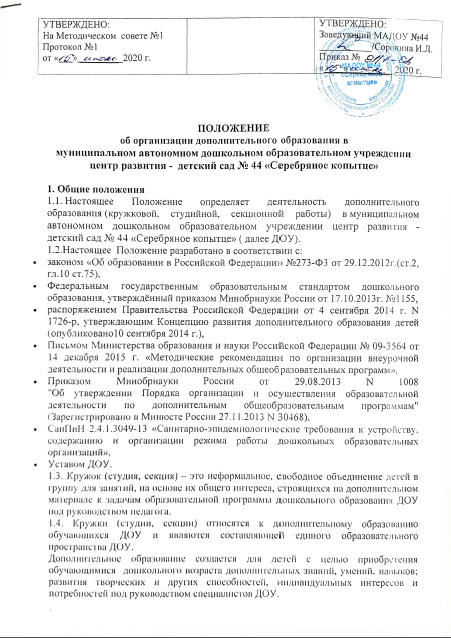 УТВЕРЖДЕНО:
На Методическом совете №1
Протокол №1
от « » 2020 г.
УТВЕРЖДЕНО:
Заведующий МАДОУ №44
/Сорокина И.Л.
Приказ №
2020 г.
ПОЛОЖЕНИЕ
об организации дополнительного образования в
муниципальном автономном дошкольном образовательном учреждении
центр развития - детский сад № 44 «Серебряное копытце»
1. Общие положения
1.1. Настоящее Положение определяет деятельность дополнительного
образования (кружковой, студийной, секционной работы) в муниципальном
автономном дошкольном образовательном учреждении центр развития -
детский сад № 44 «Серебряное копытце» ( далее ДОУ).
1.2.Настоящее Положение разработано в соответствии с:
• законом «Об образовании в Российской Федерации» №273-ФЗ от 29.12.2012г.(ст.2,
гл.10 ст.75),
• Федеральным государственным образовательным стандартом дошкольного
образования, утверждённый приказом Минобрнауки России от 17.10.2013г. №1155,
• распоряжением Правительства Российской Федерации от 4 сентября 2014 г. N
1726-р, утверждающим Концепцию развития дополнительного образования детей
(опубликовано10 сентября 2014 г.),
• Письмом Министерства образования и науки Российской Федерации № 09-3564 от
14 декабря 2015 г. «Методические рекомендации по организации внеурочной
деятельности и реализации дополнительных общеобразовательных программ»,
• Приказом Минобрнауки России от 29.08.2013 N 1008
"Об утверждении Порядка организации и осуществления образовательной
деятельности по дополнительным общеобразовательным программам"
(Зарегистрировано в Минюсте России 27.11.2013 N 30468),
• СанПиН 2.4.1.3049-13 «Санитарно-эпидемиологические требования к устройству,
содержанию и организации режима работы дошкольных образовательных
организаций»,
• Уставом ДОУ.
1.3. Кружок (студия, секция) – это неформальное, свободное объединение детей в
группу для занятий, на основе их общего интереса, строящихся на дополнительном
материале к задачам образовательной программы дошкольного образования ДОУ
под руководством педагога.
1.4. Кружки (студии, секции) относятся к дополнительному образованию
обучающихся ДОУ и являются составляющей единого образовательного
пространства ДОУ.
Дополнительное образование создается для детей с целью приобретения
обучающимися дошкольного возраста дополнительных знаний, умений, навыков;
развития творческих и других способностей, индивидуальных интересов и
потребностей под руководством специалистов ДОУ.